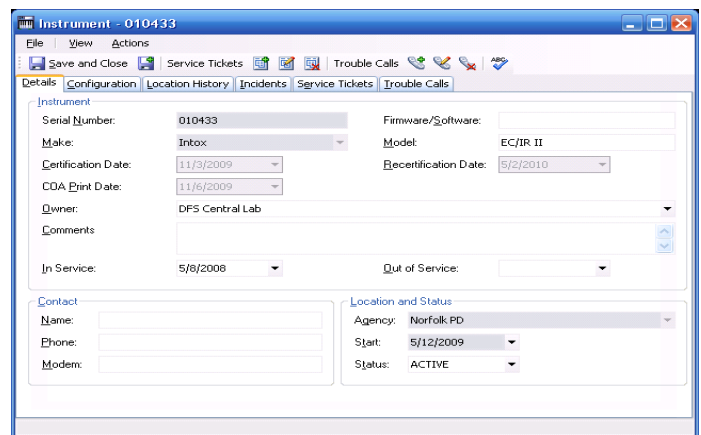 Instrument - 010433
File View Actions
Save and Close Service Tickets Trouble Calls ABC
Details Configuration Location History Incidents Service Tickets Trouble Calls
Instrument
Serial Number: 010433 Firmware/Software:
Make: Intox Model: EC/IR II
Certification Date: 11/3/2009 Recertification Date: 5/2/2010
COA Print Date: 11/6/2009
Owner: DFS Central Lab
Comments
In Service: 5/8/2008 Out of Service:
Contact Location and Status
Name: Agency: Norfolk PD
Phone: Start: 5/12/2009
Modem: Status: ACTIVE